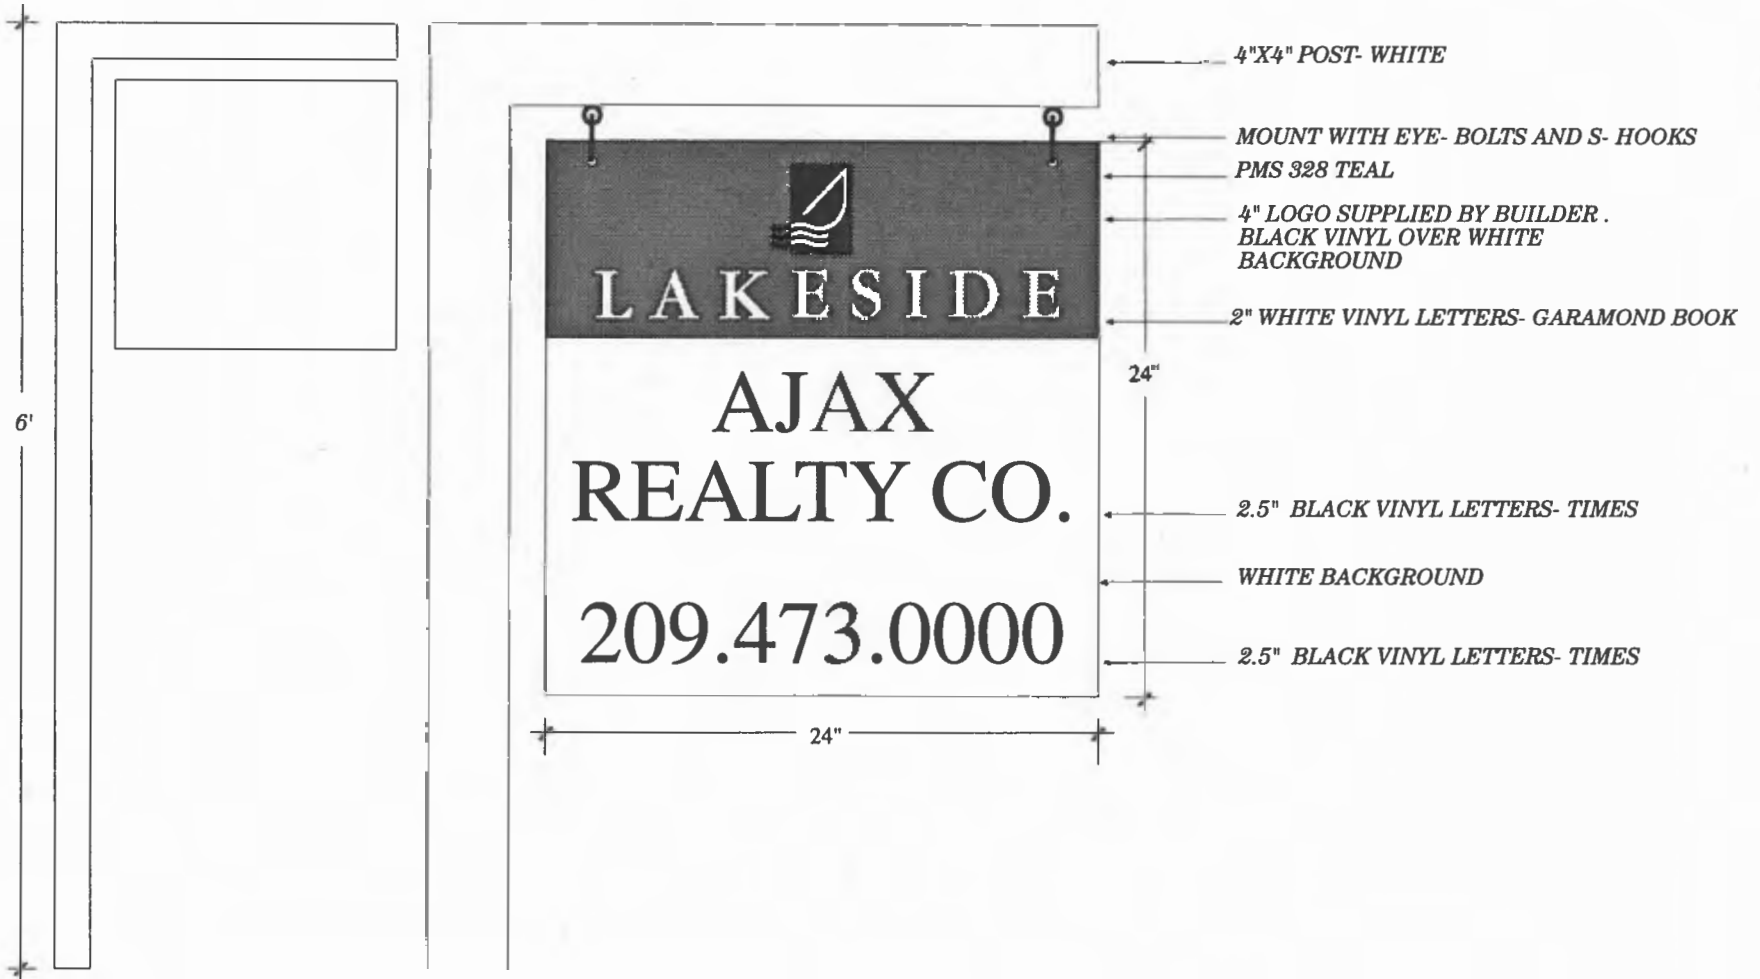 4"X4" POST- WHITE
MOUNT WITH EYE- BOLTS AND S- HOOKS
PMS 328 TEAL
4" LOGO SUPPLIED BY BUILDER .
BLACK VINYL OVER WHITE
BACKGROUND
LAKESIDE
2" WHITE VINYL LETTERS- GARAMOND BOOK
24"
AJAX
6'
REALTY CO.
2.5" BLACK VINYL LETTERS- TIMES
WHITE BACKGROUND
209.473.0000
2.5" BLACK VINYL LETTERS- TIMES
24"